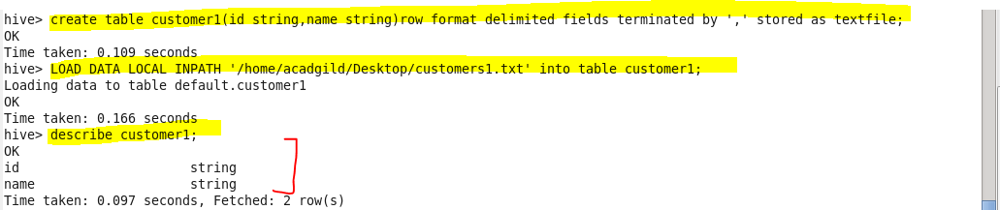 hive> create table customer1(id string,name string)row format delimited fields terminated by ',' stored as textfile;
OK
Time taken: 0.109 seconds
hive> LOAD DATA LOCAL INPATH '/home/acadgild/Desktop/customers1.txt' into table customer1;
Loading data to table default.customer1
OK
Time taken: 0.166 seconds
hive> describe customer1;
OK
id                      string
name                    string
Time taken: 0.097 seconds, Fetched: 2 row(s)